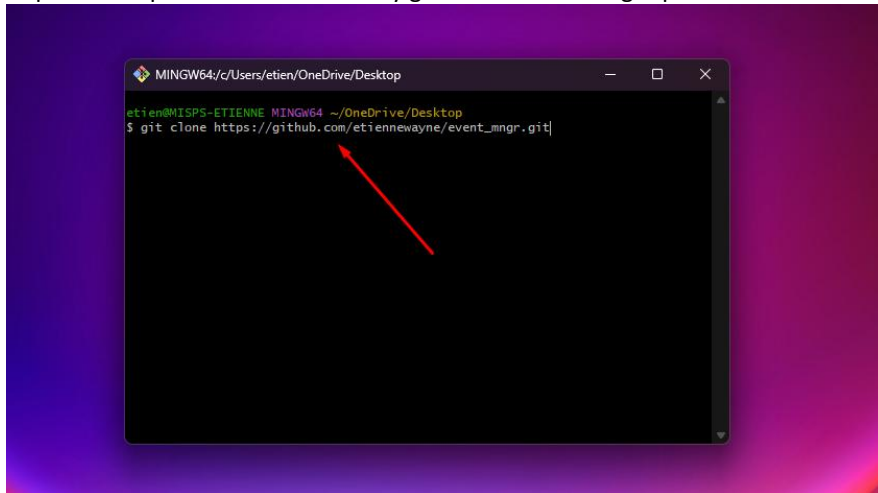 MINGW64:/c/Users/etien/OneDrive/Desktop
etien@MISPS-ETIENNE MINGW64 ~/OneDrive/Desktop
$ git clone https://github.com/etiennewayne/event_mngr.git